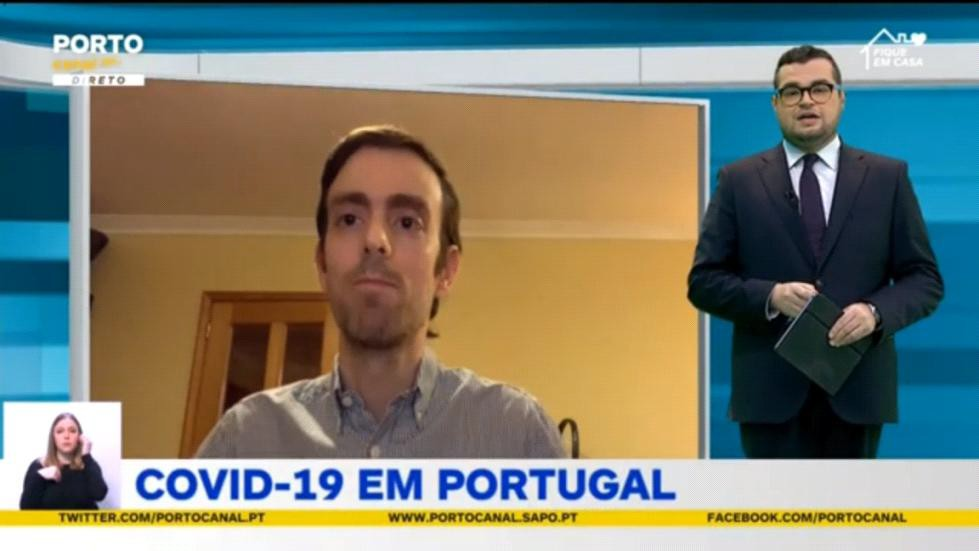 PORTO
canal
DIRETO
FIQUE
EM CASA
COVID-19 EM PORTUGAL
TWITTER.COM/PORTOCANAL.PT
WWW.PORTOCANAL.SAPO.PT
FACEBOOK.COM/PORTOCANAL